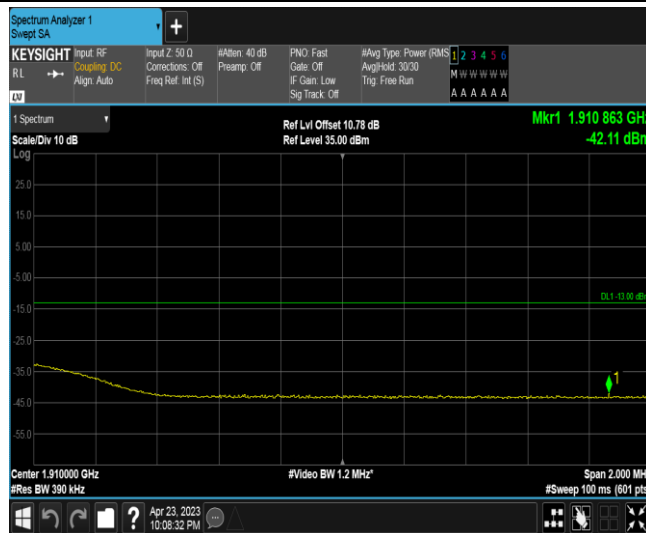 Spectrum Analyzer 1
Swept SA
+
KEYSIGHT Input: RF Input Z: 50 Ω #Atten: 40 dB PNO: Fast #Avg Type: Power (RMS 1 2 3 4 5 6
RL Coupling: DC Corrections: Off Preamp: Off Gate: Off Avg|Hold: 30/30 M W W W W W
Align: Auto Freq Ref: Int (S) IF Gain: Low Trig: Free Run
Sig Track: Off A A A A A A
LXI
1 Spectrum Ref Lvl Offset 10.78 dB Mkr1 1.910 863 GHz
Scale/Div 10 dB Ref Level 35.00 dBm -42.11 dBm
Log
25.0
15.0
5.00
-5.00
DL1 -13.00 dBm
-15.0
-25.0
-35.0
1
-45.0
-55.0
Center 1.910000 GHz #Video BW 1.2 MHz* Span 2.000 MH
#Res BW 390 kHz #Sweep 100 ms (601 pts
? Apr 23, 2023
10:08:32 PM